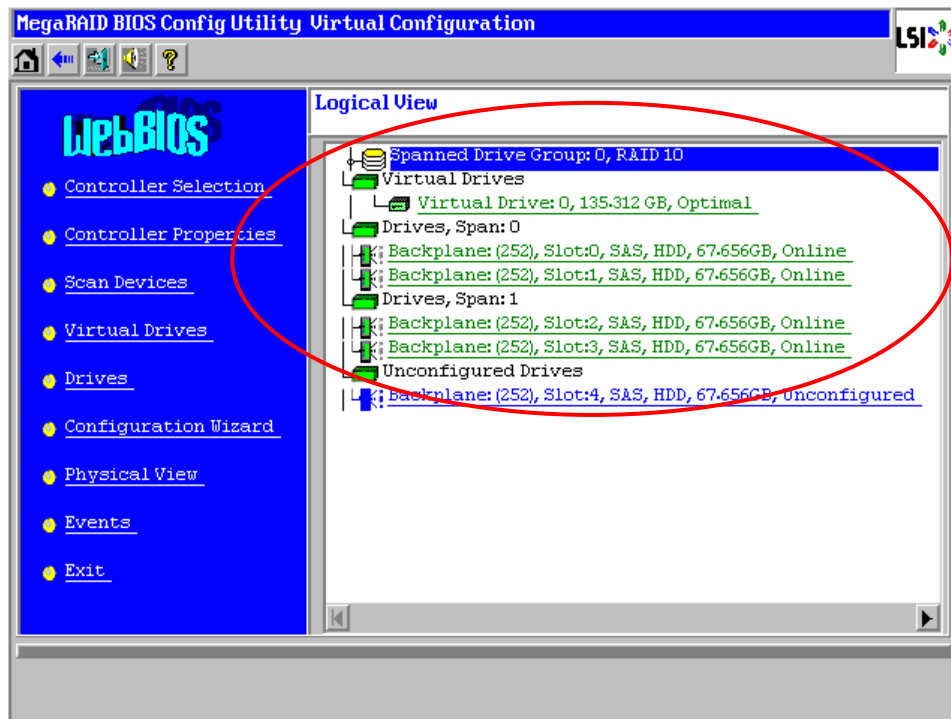 MegaRAID BIOS Config Utility Virtual Configuration
LSI
WebBIOS
Controller Selection
Controller Properties
Scan Devices
Virtual Drives
Drives
Configuration Wizard
Physical View
Events
Exit
Logical View
Spanned Drive Group: 0, RAID 10
Virtual Drives
Virtual Drive: 0, 135.312 GB, Optimal
Drives, Span: 0
Backplane: (252), Slot:0, SAS, HDD, 67.656GB, Online
Backplane: (252), Slot:1, SAS, HDD, 67.656GB, Online
Drives, Span: 1
Backplane: (252), Slot:2, SAS, HDD, 67.656GB, Online
Backplane: (252), Slot:3, SAS, HDD, 67.656GB, Online
Unconfigured Drives
Backplane: (252), Slot:4, SAS, HDD, 67.656GB, Unconfigured